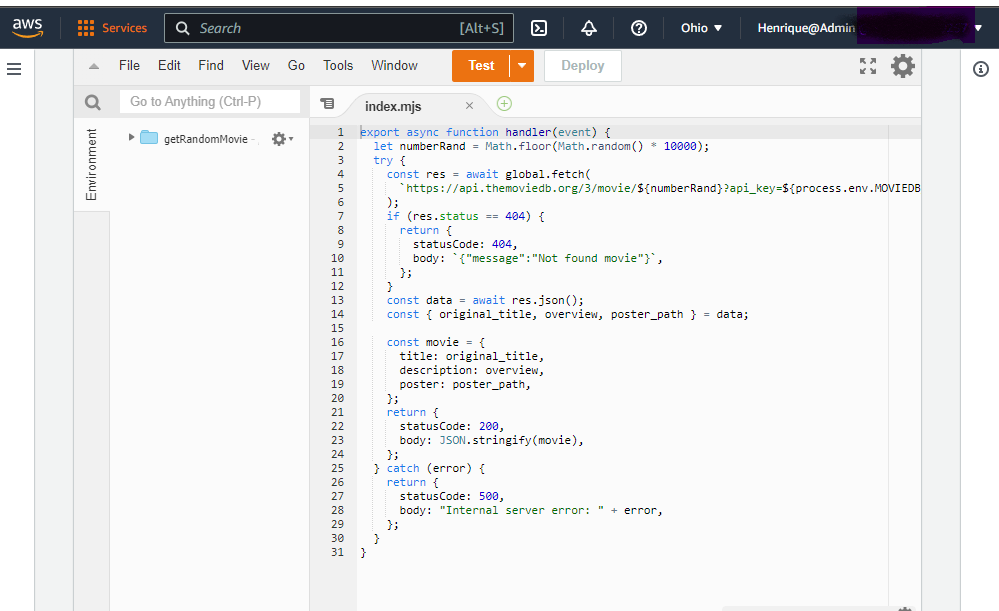 aws Services Search [Alt+S] Ohio Henrique@Admin
File Edit Find View Go Tools Window Test Deploy
Go to Anything (Ctrl-P) index.mjs
Environment
getRandomMovie -
1 export async function handler(event) {
2 let numberRand = Math.floor(Math.random() * 10000);
3 try {
4 const res = await global.fetch(
5 `https://api.themoviedb.org/3/movie/${numberRand}?api_key=${process.env.MOVIEDB
6 );
7 if (res.status == 404) {
8 return {
9 statusCode: 404,
10 body: `{"message":"Not found movie"}`,
11 };
12 }
13 const data = await res.json();
14 const { original_title, overview, poster_path } = data;
15
16 const movie = {
17 title: original_title,
18 description: overview,
19 poster: poster_path,
20 };
21 return {
22 statusCode: 200,
23 body: JSON.stringify(movie),
24 };
25 } catch (error) {
26 return {
27 statusCode: 500,
28 body: "Internal server error: " + error,
29 };
30 }
31 }